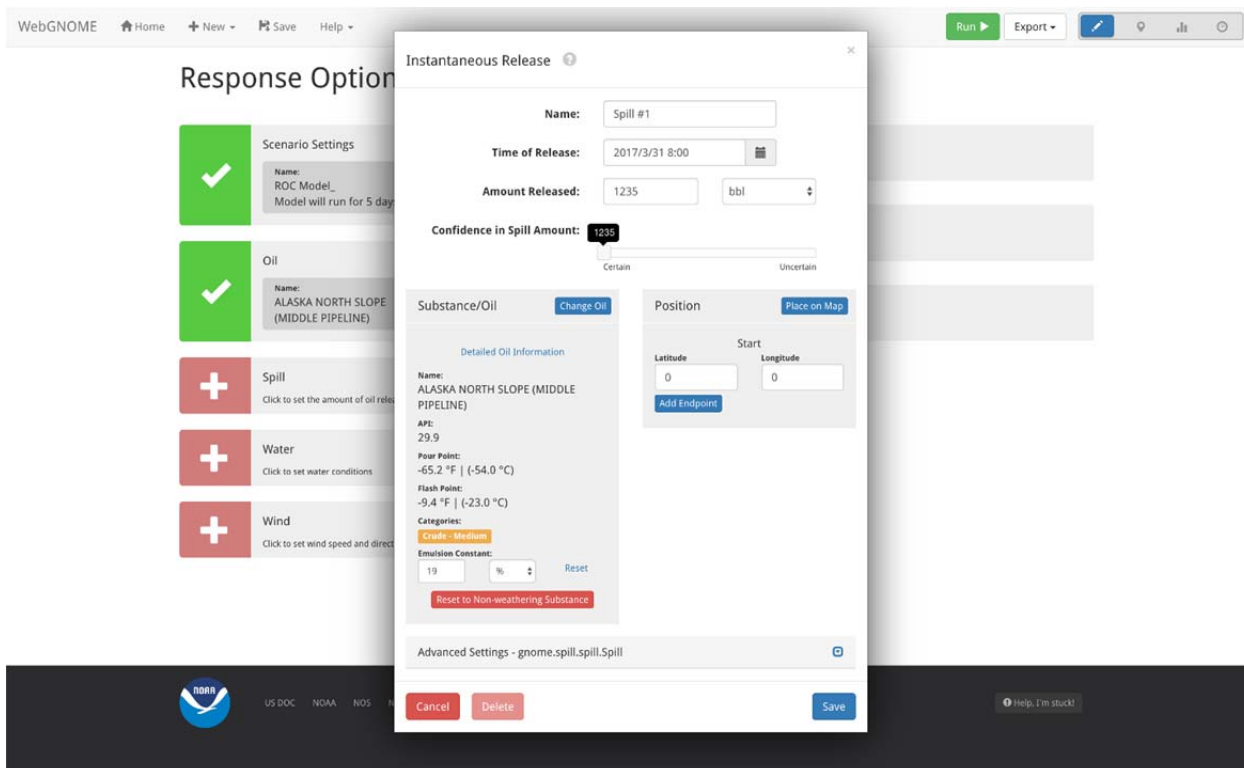 WebGNOME Home New Save Help Run Export
Response Option
Scenario Settings
Name:
ROC Model_
Model will run for 5 day
Oil
Name:
ALASKA NORTH SLOPE
(MIDDLE PIPELINE)
Spill
Click to set the amount of oil rele
Water
Click to set water conditions
Wind
Click to set wind speed and direct
Instantaneous Release ?
×
Name: Spill #1
Time of Release: 2017/3/31 8:00
Amount Released: 1235 bbl
Confidence in Spill Amount: 1235
Certain Uncertain
Substance/Oil Change Oil
Detailed Oil Information
Name:
ALASKA NORTH SLOPE (MIDDLE
PIPELINE)
API:
29.9
Pour Point:
-65.2 °F | (-54.0 °C)
Flash Point:
-9.4 °F | (-23.0 °C)
Categories:
Crude - Medium
Emulsion Constant:
19 % Reset
Reset to Non-weathering Substance
Position Place on Map
Start
Latitude Longitude
0 0
Add Endpoint
Advanced Settings - gnome.spill.spill.Spill
Cancel Delete Save
NOAA
US DOC NOAA NOS N
Help, I'm stuck!